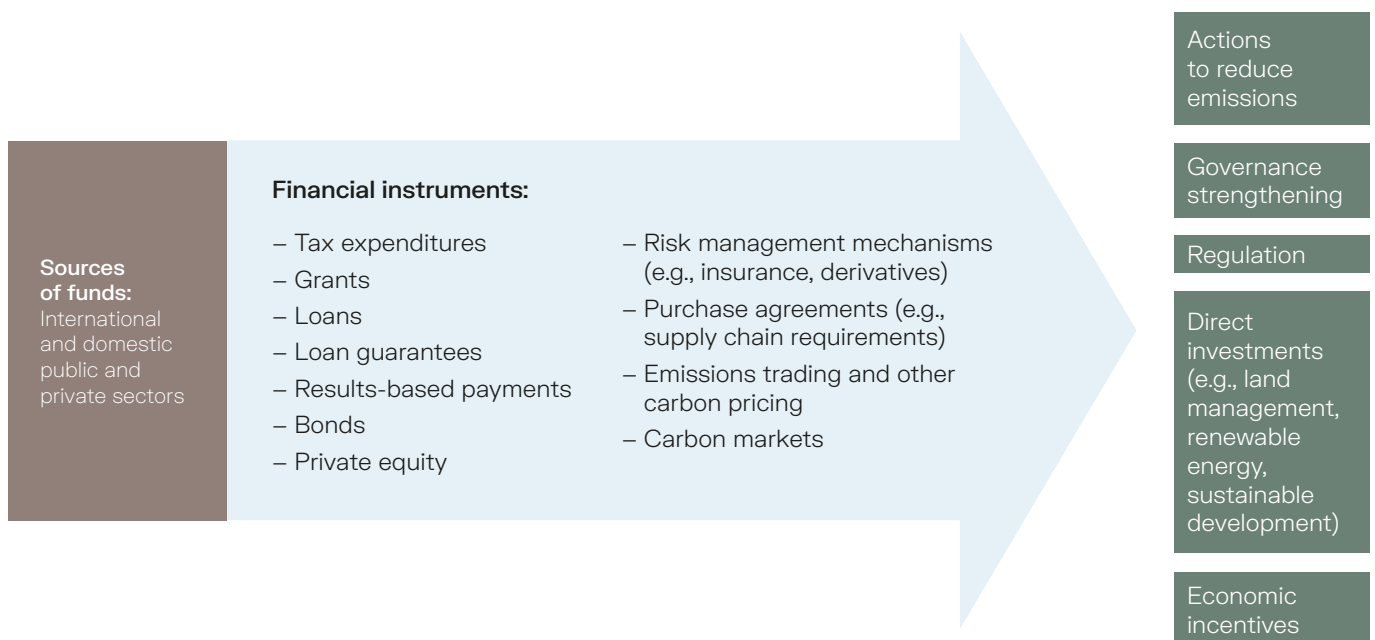 Sources
of funds:
International
and domestic
public and
private sectors
Financial instruments:
– Tax expenditures
– Grants
– Loans
– Loan guarantees
– Results-based payments
– Bonds
– Private equity
– Risk management mechanisms
(e.g., insurance, derivatives)
– Purchase agreements (e.g.,
supply chain requirements)
– Emissions trading and other
carbon pricing
– Carbon markets
Actions
to reduce
emissions
Governance
strengthening
Regulation
Direct
investments
(e.g., land
management,
renewable
energy,
sustainable
development)
Economic
incentives